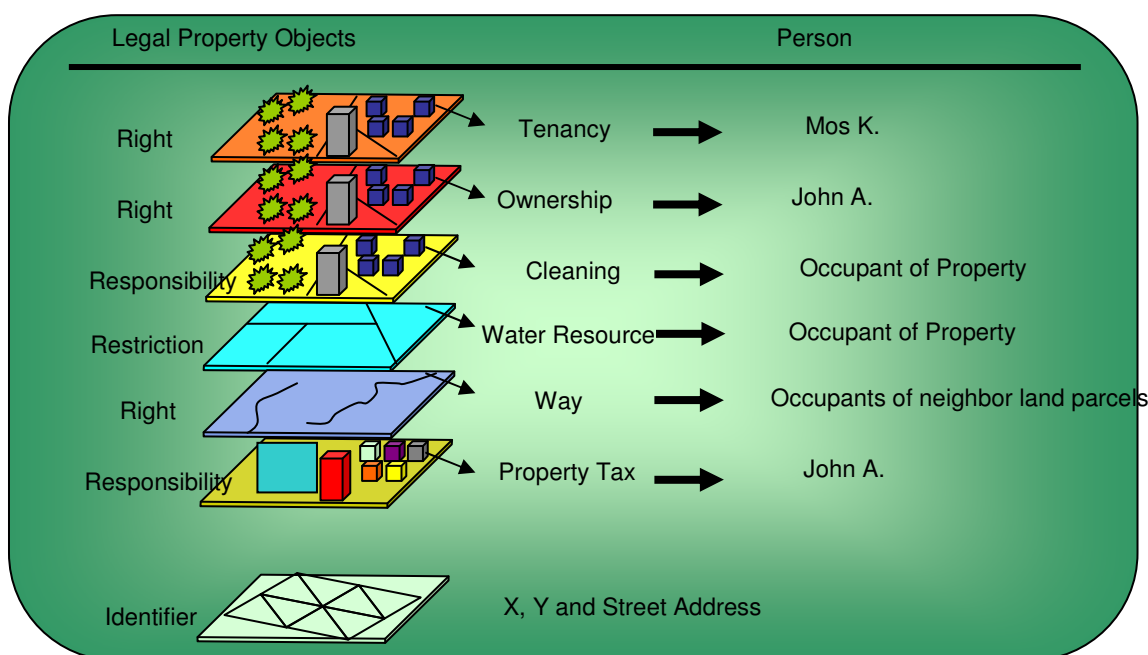 Legal Property Objects Person
Right Tenancy Mos K.
Right Ownership John A.
Responsibility Cleaning Occupant of Property
Restriction Water Resource Occupant of Property
Right Way Occupants of neighbor land parcels
Responsibility Property Tax John A.
Identifier X, Y and Street Address